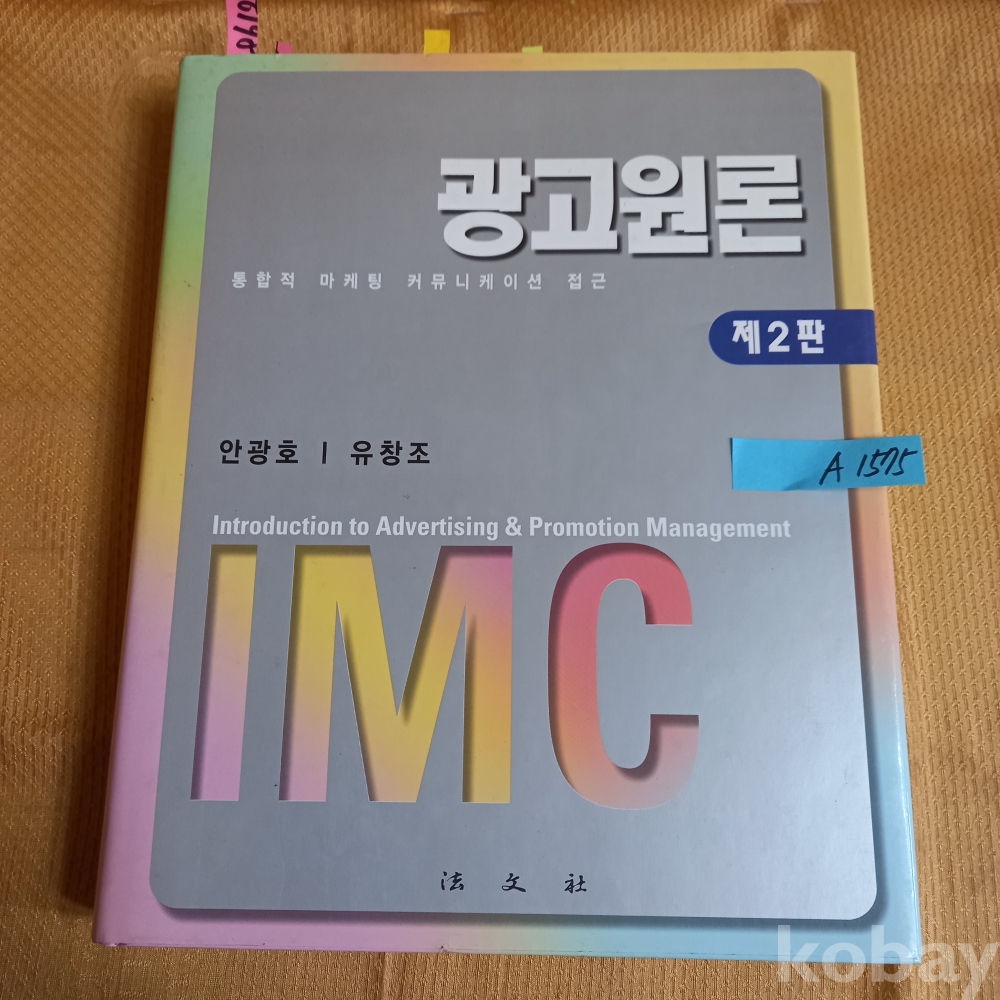 광고원론
통합적 마케팅 커뮤니케이션 접근
제2판
안광호 | 유창조
A 1575
Introduction to Advertising & Promotion Management
IMC
法文社
kobay